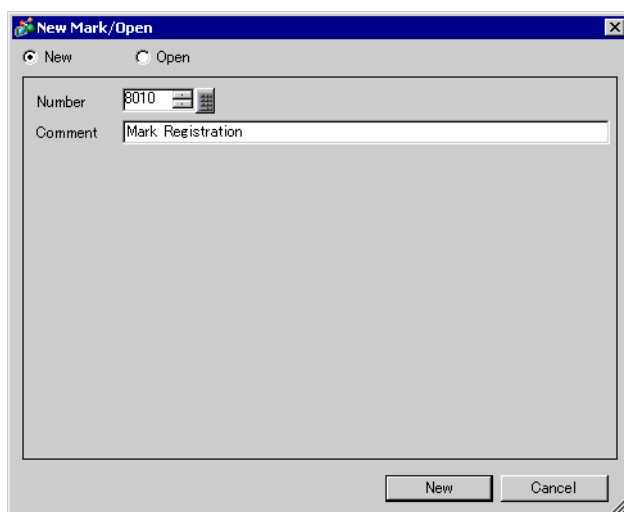 New Mark/Open
New Open
Number 8010
Comment Mark Registration
New Cancel